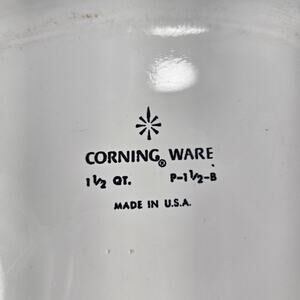 CORNING® WARE
1½ QT. P-1½-B
MADE IN U.S.A.